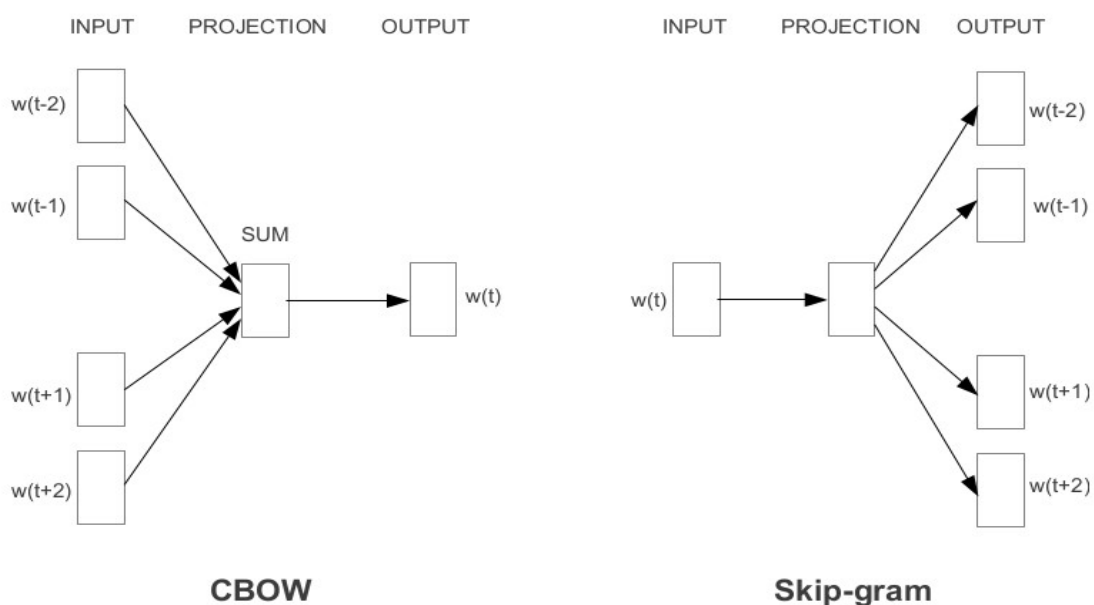 INPUT PROJECTION OUTPUT
w(t-2)
w(t-1)
SUM
w(t)
w(t+1)
w(t+2)
CBOW
INPUT PROJECTION OUTPUT
w(t-2)
w(t-1)
w(t)
w(t+1)
w(t+2)
Skip-gram